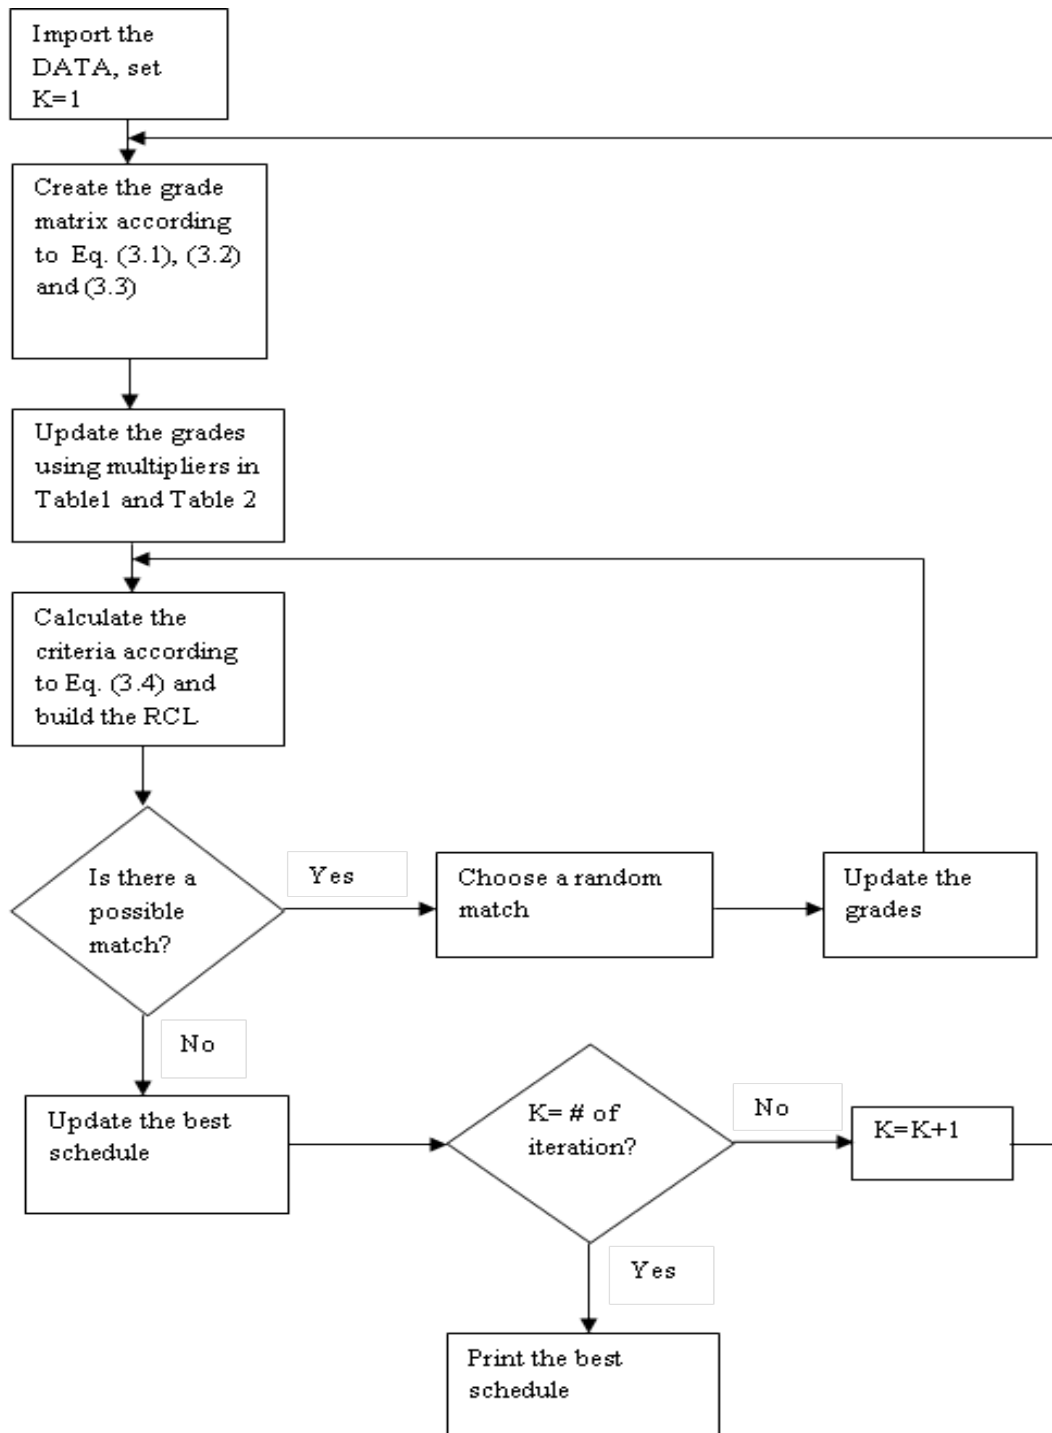 Import the
DATA, set
K=1
Create the grade
matrix according
to Eq. (3.1), (3.2)
and (3.3)
Update the grades
using multipliers in
Table1 and Table 2
Calculate the
criteria according
to Eq. (3.4) and
build the RCL
Is there a
possible
match?
Yes
Choose a random
match
Update the
grades
No
Update the best
schedule
K= # of
iteration?
No
K=K+1
Yes
Print the best
schedule